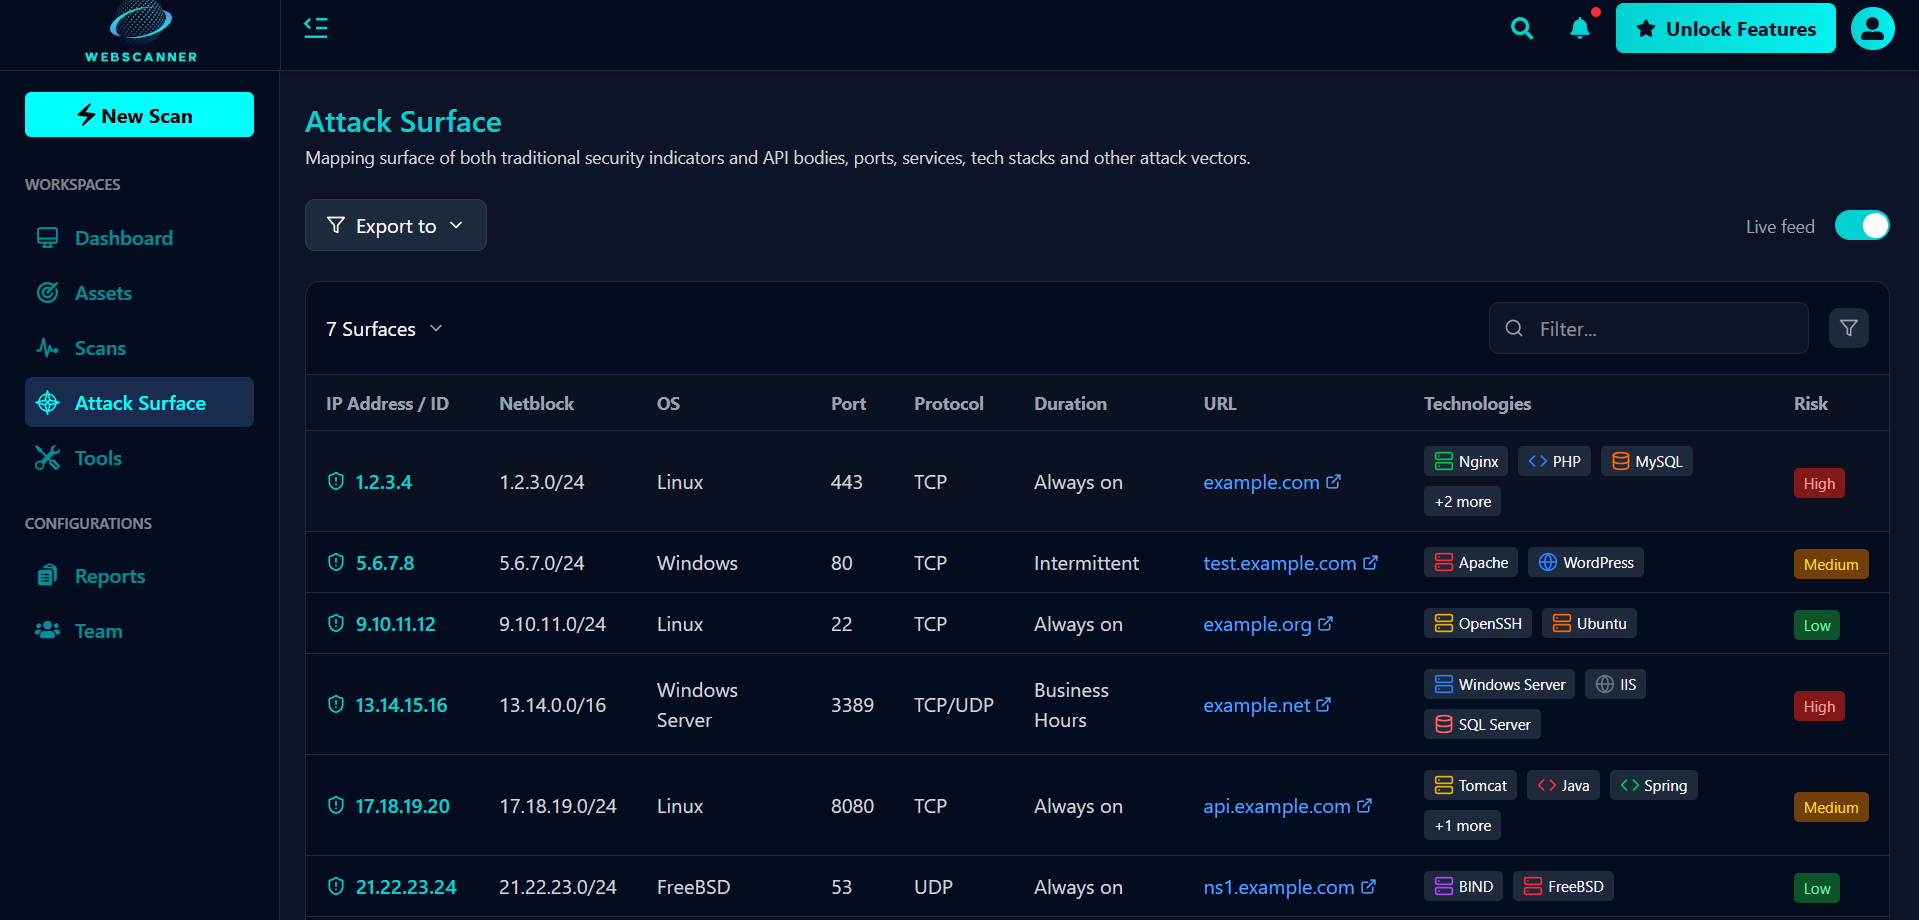 WEBSCANNER
Unlock Features
New Scan
WORKSPACES
Dashboard
Assets
Scans
Attack Surface
Tools
CONFIGURATIONS
Reports
Team
Attack Surface
Mapping surface of both traditional security indicators and API bodies, ports, services, tech stacks and other attack vectors.
Export to
Live feed
7 Surfaces
Filter...
IP Address / ID Netblock OS Port Protocol Duration URL Technologies Risk
1.2.3.4 1.2.3.0/24 Linux 443 TCP Always on example.com Nginx PHP MySQL High
+2 more
5.6.7.8 5.6.7.0/24 Windows 80 TCP Intermittent test.example.com Apache WordPress Medium
9.10.11.12 9.10.11.0/24 Linux 22 TCP Always on example.org OpenSSH Ubuntu Low
13.14.15.16 13.14.0.0/16 Windows 3389 TCP/UDP Business example.net Windows Server IIS High
Server Hours SQL Server
17.18.19.20 17.18.19.0/24 Linux 8080 TCP Always on api.example.com Tomcat Java Spring Medium
+1 more
21.22.23.24 21.22.23.0/24 FreeBSD 53 UDP Always on ns1.example.com BIND FreeBSD Low